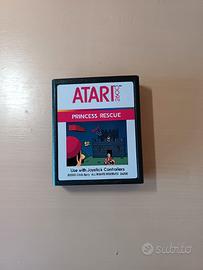 ATARI 2600
PRINCESS RESCUE
Use with Joystick Controllers
subito